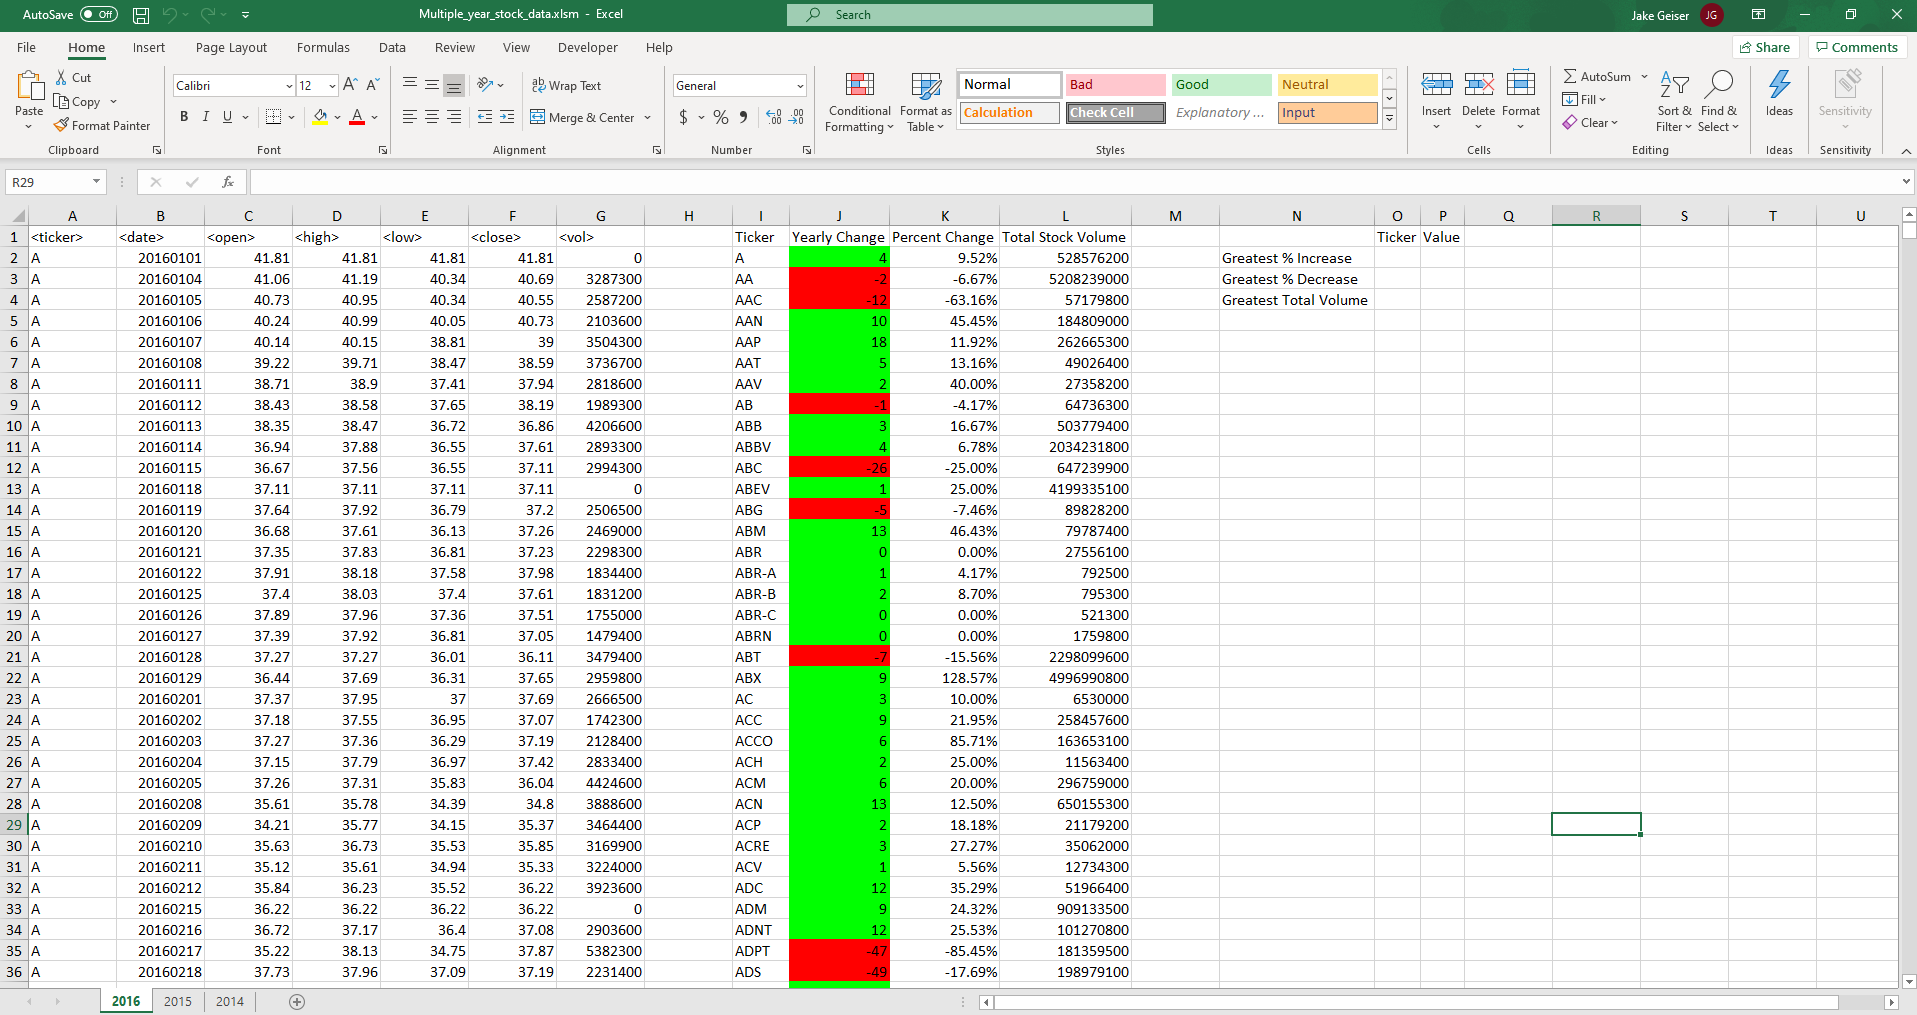 AutoSave Off Multiple_year_stock_data.xlsm - Excel Search Jake Geiser JG
File Home Insert Page Layout Formulas Data Review View Developer Help Share Comments
Paste Cut Copy Format Painter Clipboard
Calibri 12 B I U A Font
Wrap Text Merge & Center Alignment
General $ % Number
Conditional Formatting Format as Table Normal Bad Good Neutral Calculation Check Cell Explanatory ... Input Styles
Insert Delete Format Cells
AutoSum Fill Clear Sort & Filter Find & Select Editing
Ideas Ideas
Sensitivity Sensitivity
R29 fx
A B C D E F G H I J K L M N O P Q R S T U
1 <ticker> <date> <open> <high> <low> <close> <vol> Ticker Yearly Change Percent Change Total Stock Volume Ticker Value
2 A 20160101 41.81 41.81 41.81 41.81 0 A 4 9.52% 528576200 Greatest % Increase
3 A 20160104 41.06 41.19 40.34 40.69 3287300 AA -2 -6.67% 5208239000 Greatest % Decrease
4 A 20160105 40.73 40.95 40.34 40.55 2587200 AAC -12 -63.16% 57179800 Greatest Total Volume
5 A 20160106 40.24 40.99 40.05 40.73 2103600 AAN 10 45.45% 184809000
6 A 20160107 40.14 40.15 38.81 39 3504300 AAP 18 11.92% 262665300
7 A 20160108 39.22 39.71 38.47 38.59 3736700 AAT 5 13.16% 49026400
8 A 20160111 38.71 38.9 37.41 37.94 2818600 AAV 2 40.00% 27358200
9 A 20160112 38.43 38.58 37.65 38.19 1989300 AB -1 -4.17% 64736300
10 A 20160113 38.35 38.47 36.72 36.86 4206600 ABB 3 16.67% 503779400
11 A 20160114 36.94 37.88 36.55 37.61 2893300 ABBV 4 6.78% 2034231800
12 A 20160115 36.67 37.56 36.55 37.11 2994300 ABC -26 -25.00% 647239900
13 A 20160118 37.11 37.11 37.11 37.11 0 ABEV 1 25.00% 4199335100
14 A 20160119 37.64 37.92 36.79 37.2 2506500 ABG -5 -7.46% 89828200
15 A 20160120 36.68 37.61 36.13 37.26 2469000 ABM 13 46.43% 79787400
16 A 20160121 37.35 37.83 36.81 37.23 2298300 ABR 0 0.00% 27556100
17 A 20160122 37.91 38.18 37.58 37.98 1834400 ABR-A 1 4.17% 792500
18 A 20160125 37.4 38.03 37.4 37.61 1831200 ABR-B 2 8.70% 795300
19 A 20160126 37.89 37.96 37.36 37.51 1755000 ABR-C 0 0.00% 521300
20 A 20160127 37.39 37.92 36.81 37.05 1479400 ABRN 0 0.00% 1759800
21 A 20160128 37.27 37.27 36.01 36.11 3479400 ABT -7 -15.56% 2298099600
22 A 20160129 36.44 37.69 36.31 37.65 2959800 ABX 9 128.57% 4996990800
23 A 20160201 37.37 37.95 37 37.69 2666500 AC 3 10.00% 6530000
24 A 20160202 37.18 37.55 36.95 37.07 1742300 ACC 9 21.95% 258457600
25 A 20160203 37.27 37.36 36.29 37.19 2128400 ACCO 6 85.71% 163653100
26 A 20160204 37.15 37.79 36.97 37.42 2833400 ACH 2 25.00% 11563400
27 A 20160205 37.26 37.31 35.83 36.04 4424600 ACM 6 20.00% 296759000
28 A 20160208 35.61 35.78 34.39 34.8 3888600 ACN 13 12.50% 650155300
29 A 20160209 34.21 35.77 34.15 35.37 3464400 ACP 2 18.18% 21179200
30 A 20160210 35.63 36.73 35.53 35.85 3169900 ACRE 3 27.27% 35062000
31 A 20160211 35.12 35.61 34.94 35.33 3224000 ACV 1 5.56% 12734300
32 A 20160212 35.84 36.23 35.52 36.22 3923600 ADC 12 35.29% 51966400
33 A 20160215 36.22 36.22 36.22 36.22 0 ADM 9 24.32% 909133500
34 A 20160216 36.72 37.17 36.4 37.08 2903600 ADNT 12 25.53% 101270800
35 A 20160217 35.22 38.13 34.75 37.87 5382300 ADPT -47 -85.45% 181359500
36 A 20160218 37.73 37.96 37.09 37.19 2231400 ADS -49 -17.69% 198979100
2016 2015 2014